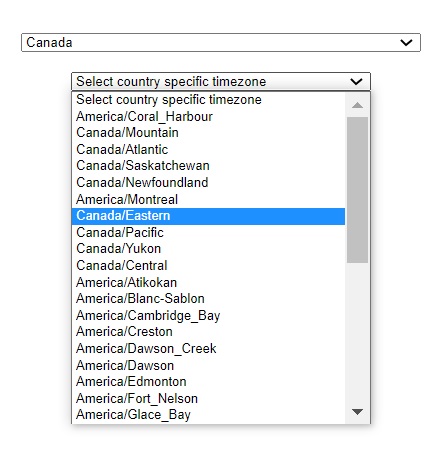 Canada
Select country specific timezone
Select country specific timezone
America/Coral_Harbour
Canada/Mountain
Canada/Atlantic
Canada/Saskatchewan
Canada/Newfoundland
America/Montreal
Canada/Eastern
Canada/Pacific
Canada/Yukon
Canada/Central
America/Atikokan
America/Blanc-Sablon
America/Cambridge_Bay
America/Creston
America/Dawson_Creek
America/Dawson
America/Edmonton
America/Fort_Nelson
America/Glace_Bay